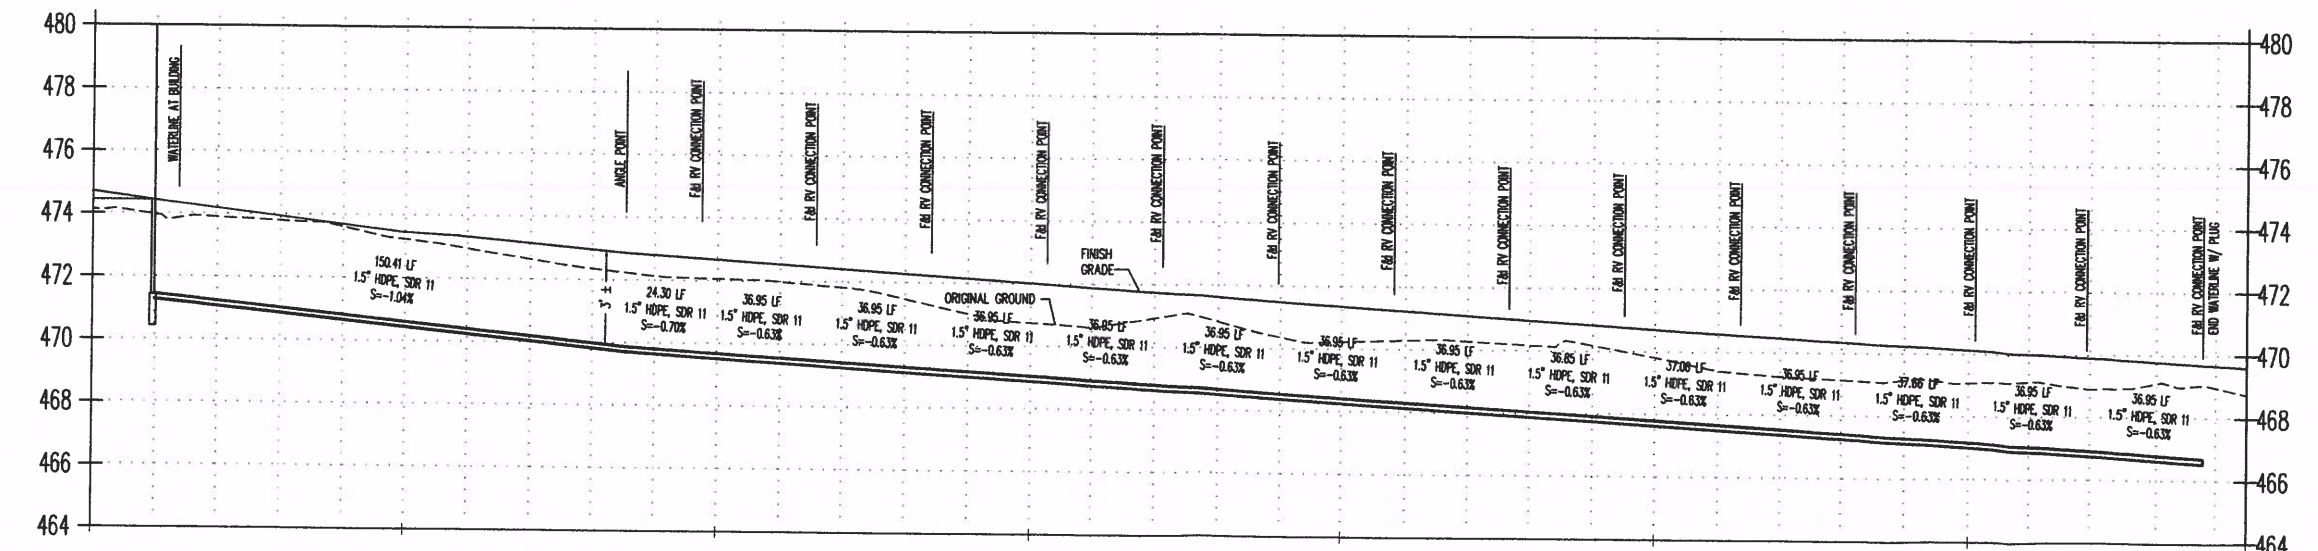 480
478
476
474
472
470
468
466
464
WATERLINE AT BUILDING
ANGLE POINT
F&I RV CONNECTION POINT
F&I RV CONNECTION POINT
F&I RV CONNECTION POINT
F&I RV CONNECTION POINT
F&I RV CONNECTION POINT
F&I RV CONNECTION POINT
F&I RV CONNECTION POINT
F&I RV CONNECTION POINT
F&I RV CONNECTION POINT
F&I RV CONNECTION POINT
F&I RV CONNECTION POINT
F&I RV CONNECTION POINT
F&I RV CONNECTION POINT
F&I RV CONNECTION POINT
END WATERLINE W/ PLUG
FINISH
GRADE
ORIGINAL GROUND
3' ±
150.41 LF
1.5" HDPE, SDR 11
S=-1.04%
24.30 LF
1.5" HDPE, SDR 11
S=-0.70%
36.95 LF
1.5" HDPE, SDR 11
S=-0.63%
36.95 LF
1.5" HDPE, SDR 11
S=-0.63%
36.95 LF
1.5" HDPE, SDR 11
S=-0.63%
36.95 LF
1.5" HDPE, SDR 11
S=-0.63%
36.95 LF
1.5" HDPE, SDR 11
S=-0.63%
36.95 LF
1.5" HDPE, SDR 11
S=-0.63%
36.95 LF
1.5" HDPE, SDR 11
S=-0.63%
36.85 LF
1.5" HDPE, SDR 11
S=-0.63%
LF
1.5" HDPE, SDR 11
S=-0.63%
36.95 LF
1.5" HDPE, SDR 11
S=-0.63%
LF
1.5" HDPE, SDR 11
S=-0.63%
36.95 LF
1.5" HDPE, SDR 11
S=-0.63%
36.95 LF
1.5" HDPE, SDR 11
S=-0.63%
480
478
476
474
472
470
468
466
464